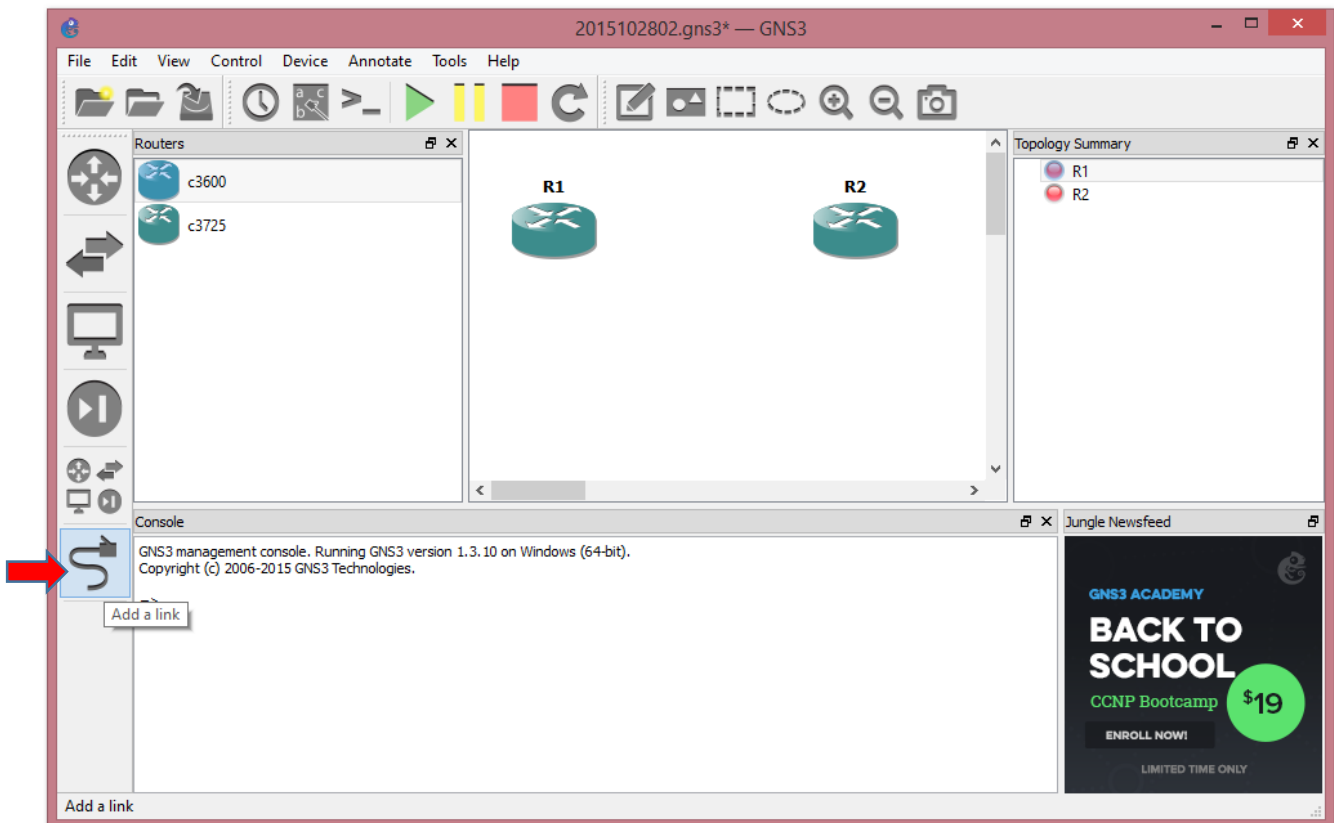 2015102802.gns3* — GNS3
File Edit View Control Device Annotate Tools Help
Routers
c3600
c3725
R1
R2
Topology Summary
R1
R2
Console
GNS3 management console. Running GNS3 version 1.3.10 on Windows (64-bit).
Copyright (c) 2006-2015 GNS3 Technologies.
=>
Add a link
Jungle Newsfeed
GNS3 ACADEMY
BACK TO
SCHOOL
CCNP Bootcamp
$19
ENROLL NOW!
LIMITED TIME ONLY
Add a link